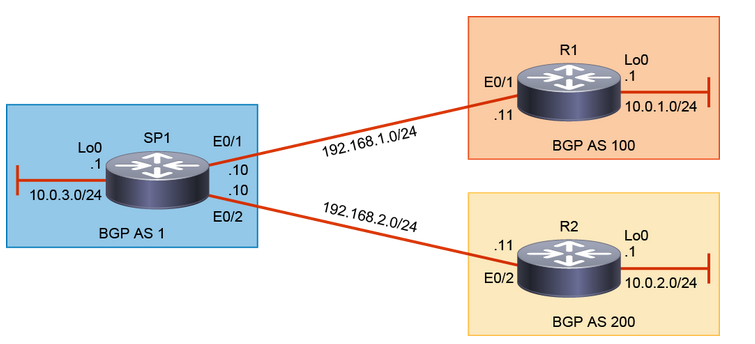 R1
Lo0
.1
E0/1
.11
10.0.1.0/24
BGP AS 100
SP1
E0/1
Lo0
.1
.10
192.168.1.0/24
10.0.3.0/24
.10
E0/2
BGP AS 1
192.168.2.0/24
R2
Lo0
.11
.1
E0/2
10.0.2.0/24
BGP AS 200